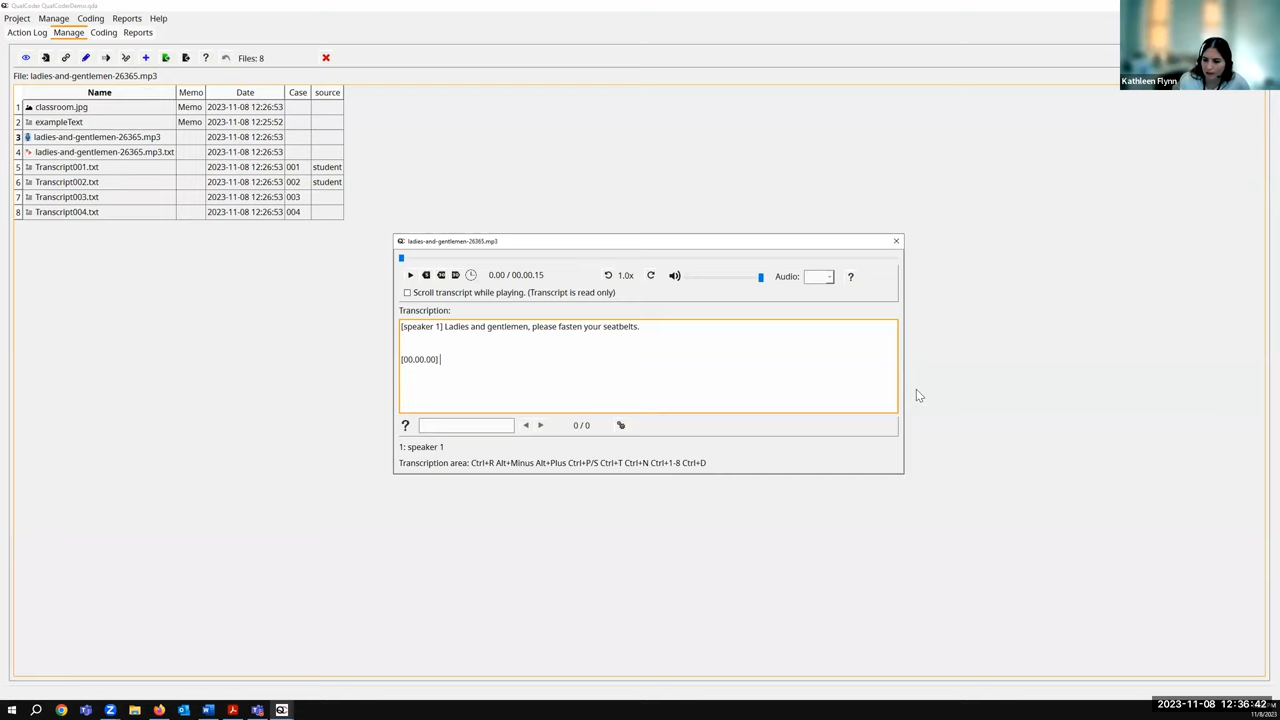 QualCoder QualCoderDemo.qda
Project Manage Coding Reports Help
Action Log Manage Coding Reports
? Files: 8
File: ladies-and-gentlemen-26365.mp3
Name Memo Date Case source
1 classroom.jpg Memo 2023-11-08 12:26:53
2 exampleText Memo 2023-11-08 12:25:52
3 ladies-and-gentlemen-26365.mp3 2023-11-08 12:26:53
4 ladies-and-gentlemen-26365.mp3.txt 2023-11-08 12:26:53
5 Transcript001.txt 2023-11-08 12:26:53 001 student
6 Transcript002.txt 2023-11-08 12:26:53 002 student
7 Transcript003.txt 2023-11-08 12:26:53 003
8 Transcript004.txt 2023-11-08 12:26:53 004
Kathleen Flynn
ladies-and-gentlemen-26365.mp3
0.00 / 00.00.15 1.0x Audio: ?
Scroll transcript while playing. (Transcript is read only)
Transcription:
[speaker 1] Ladies and gentlemen, please fasten your seatbelts.
[00.00.00]
? 0 / 0
1: speaker 1
Transcription area: Ctrl+R Alt+Minus Alt+Plus Ctrl+P/S Ctrl+T Ctrl+N Ctrl+1-8 Ctrl+D
2023-11-08 12:36:42
11/8/2023